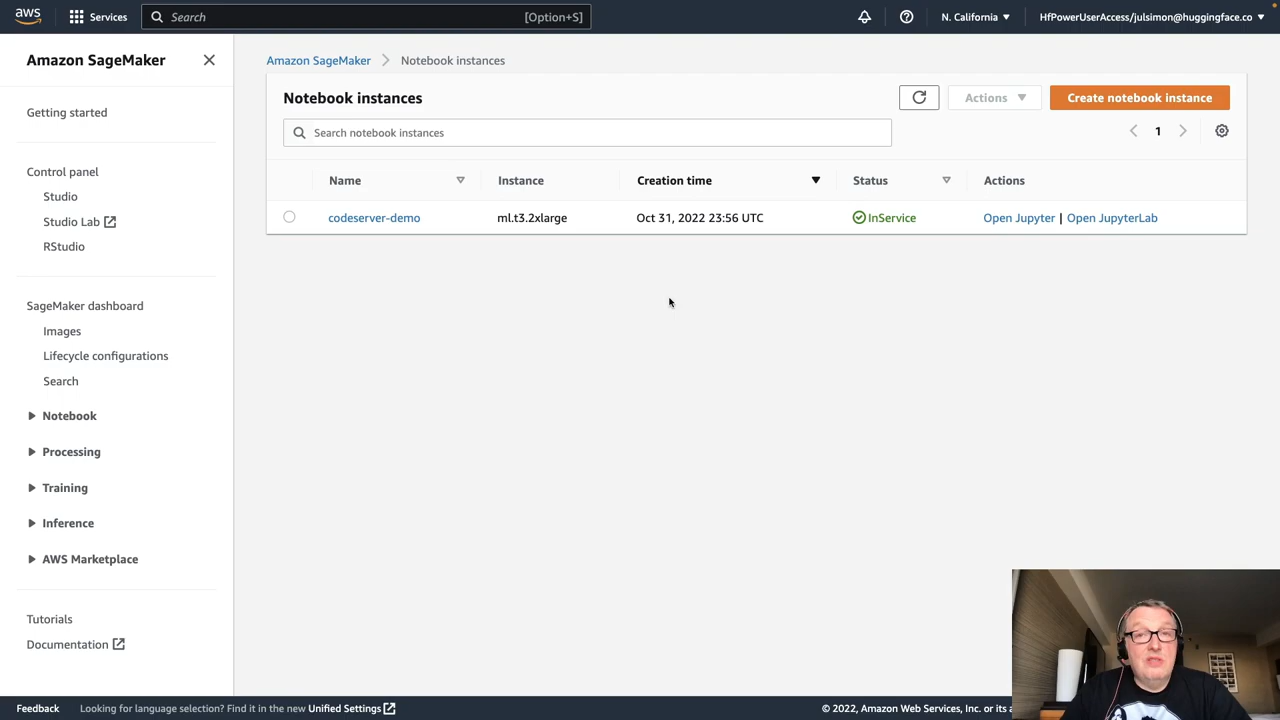 aws Services Search [Option+S] N. California HfPowerUserAccess/julsimon@huggingface.co
Amazon SageMaker
Getting started
Control panel
Studio
Studio Lab
RStudio
SageMaker dashboard
Images
Lifecycle configurations
Search
Notebook
Processing
Training
Inference
AWS Marketplace
Tutorials
Documentation
Amazon SageMaker Notebook instances
Notebook instances Actions Create notebook instance
Search notebook instances 1
Name Instance Creation time Status Actions
codeserver-demo ml.t3.2xlarge Oct 31, 2022 23:56 UTC InService Open Jupyter | Open JupyterLab
Feedback Looking for language selection? Find it in the new Unified Settings © 2022, Amazon Web Services, Inc. or its